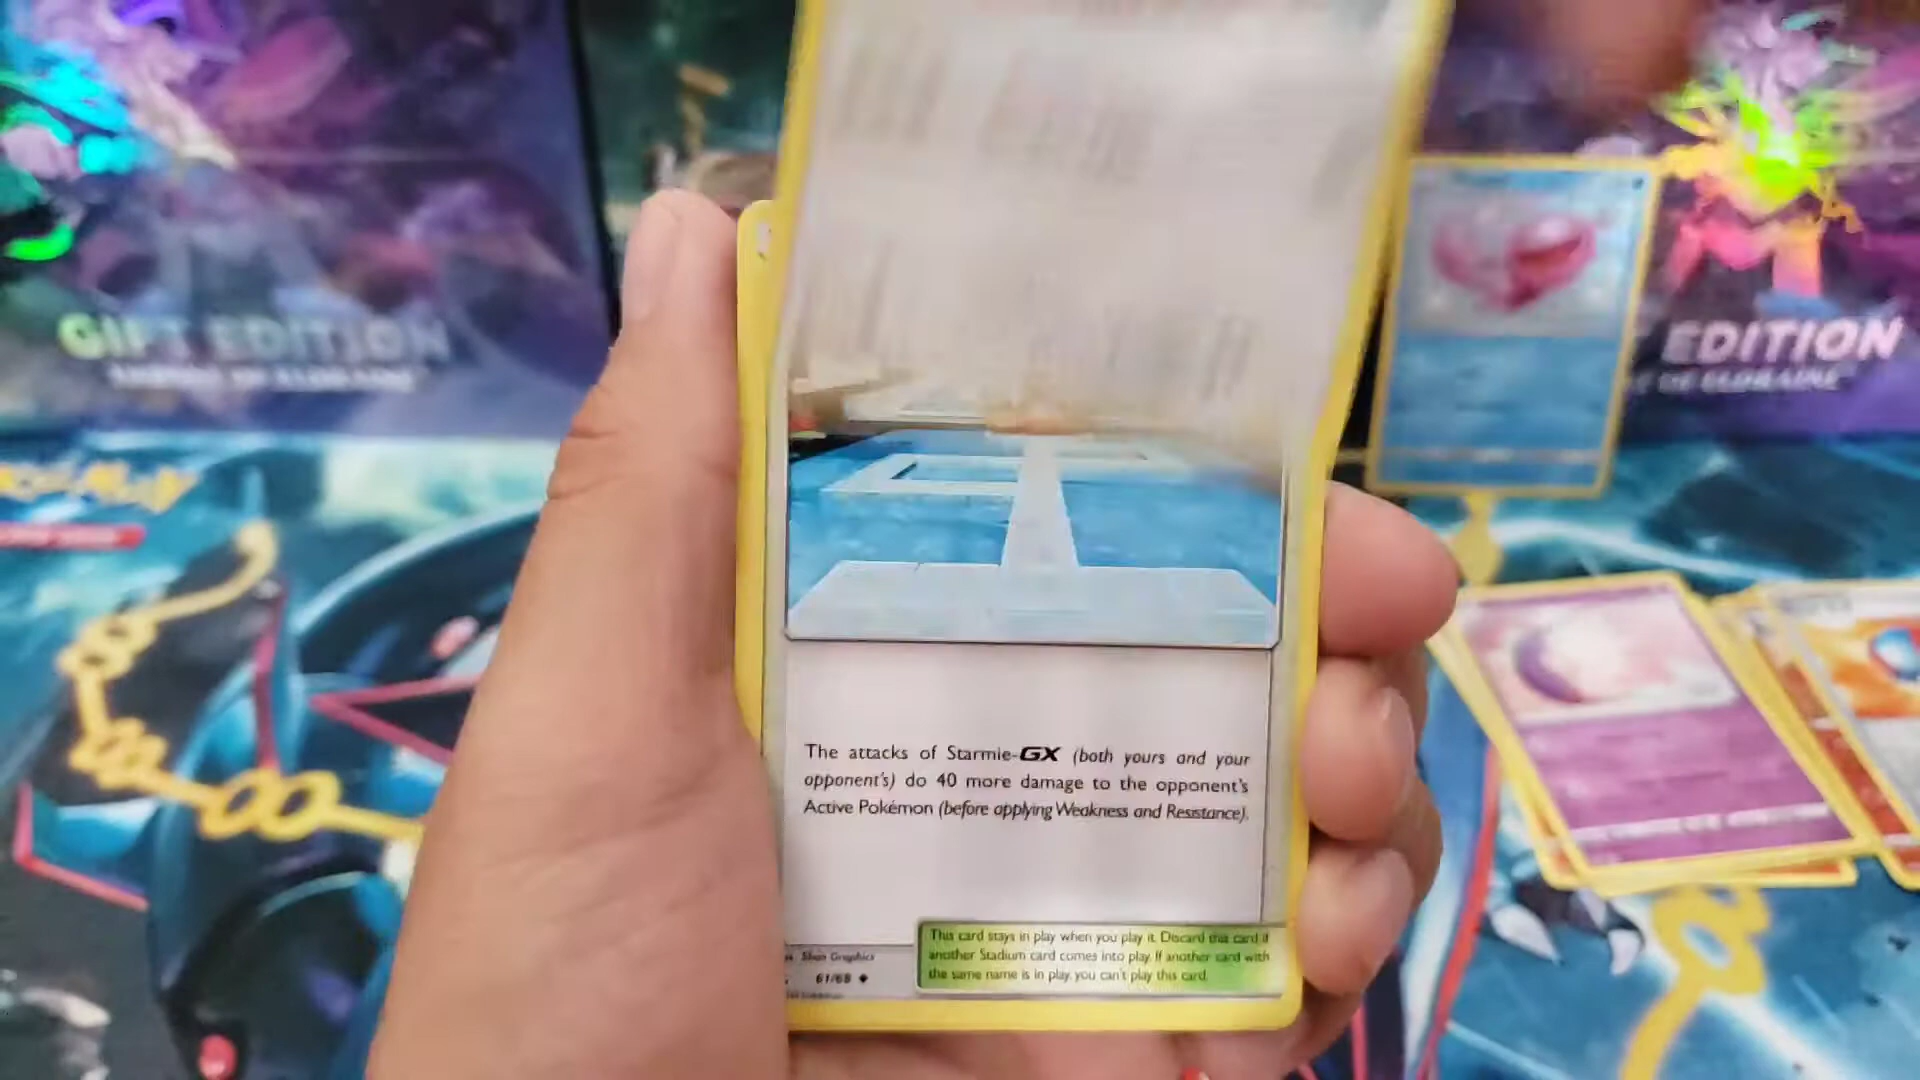 GIFT EDITION
EDITION
The attacks of Starmie-GX (both yours and your
opponent's) do 40 more damage to the opponent's
Active Pokémon (before applying Weakness and Resistance).
This card stays in play when you play it. Discard this card if
another Stadium card comes into play. If another card with
the same name is in play, you can't play this card.
Shin Graphics
61/68